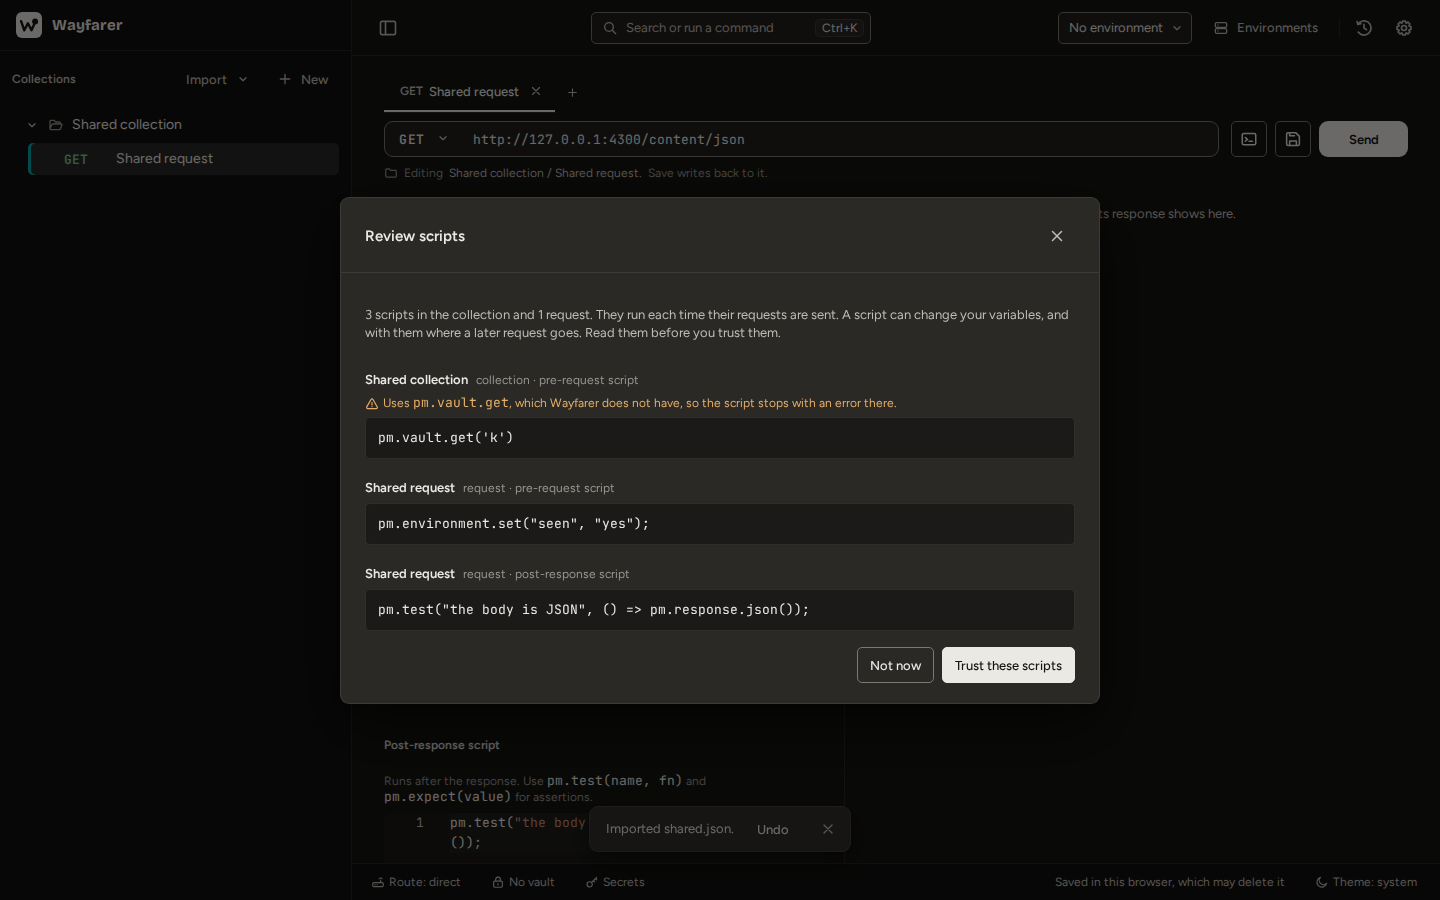 Wayfarer
Search or run a command Ctrl+K
No environment
Environments
Collections Import New
GET Shared request
Shared collection
GET Shared request
GET http://127.0.0.1:4300/content/json Send
Editing Shared collection / Shared request. Save writes back to it.
ts response shows here.
Review scripts
3 scripts in the collection and 1 request. They run each time their requests are sent. A script can change your variables, and
with them where a later request goes. Read them before you trust them.
Shared collection collection · pre-request script
Uses pm.vault.get, which Wayfarer does not have, so the script stops with an error there.
pm.vault.get('k')
Shared request request · pre-request script
pm.environment.set("seen", "yes");
Shared request request · post-response script
pm.test("the body is JSON", () => pm.response.json());
Not now Trust these scripts
Post-response script
Runs after the response. Use pm.test(name, fn) and
pm.expect(value) for assertions.
1 pm.test("the body
());
Imported shared.json. Undo
Route: direct No vault Secrets Saved in this browser, which may delete it Theme: system